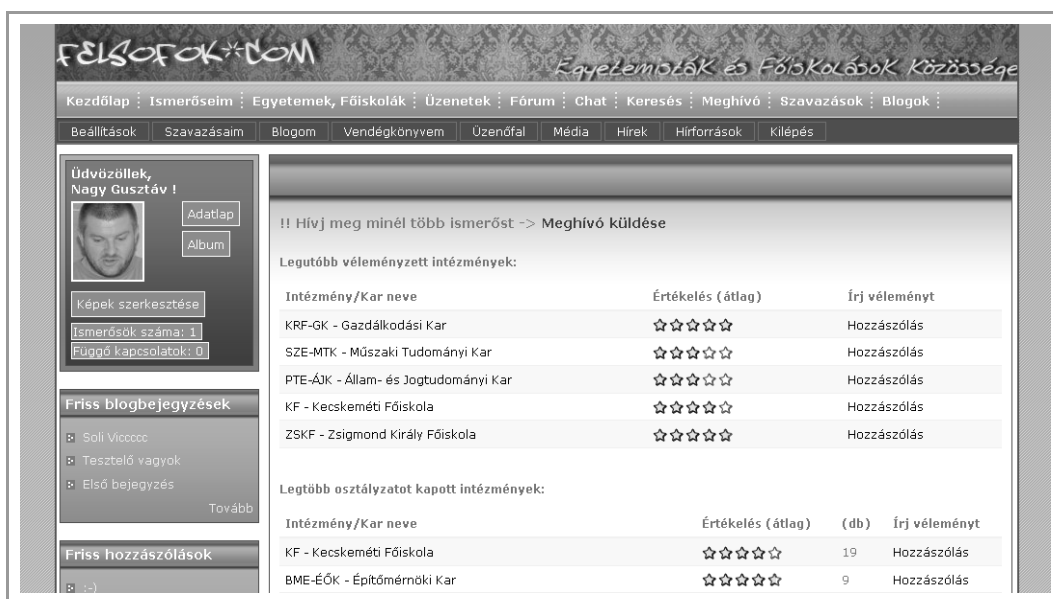 FELSOFOK*COM
Egyetemisták és Főiskolások Közössége
Kezdőlap Ismerőseim Egyetemek, Főiskolák Üzenetek Fórum Chat Keresés Meghívó Szavazások Blogok
Beállítások Szavazásaim Blogom Vendégkönyvem Üzenőfal Média Hírek Hírforrások Kilépés
Üdvözöllek,
Nagy Gusztáv !
Adatlap
Album
Képek szerkesztése
Ismerősök száma: 1
Függő kapcsolatok: 0
Friss blogbejegyzések
Soli Viccccc
Tesztelő vagyok
Első bejegyzés
Tovább
Friss hozzászólások
:-)
!! Hívj meg minél több ismerőst -> Meghívó küldése
Legutóbb véleményzett intézmények:
Intézmény/Kar neve Értékelés (átlag) Írj véleményt
KRF-GK - Gazdálkodási Kar Hozzászólás
SZE-MTK - Műszaki Tudományi Kar Hozzászólás
PTE-ÁJK - Állam- és Jogtudományi Kar Hozzászólás
KF - Kecskeméti Főiskola Hozzászólás
ZSKF - Zsigmond Király Főiskola Hozzászólás
Legtöbb osztályzatot kapott intézmények:
Intézmény/Kar neve Értékelés (átlag) (db) Írj véleményt
KF - Kecskeméti Főiskola 19 Hozzászólás
BME-ÉŐK - Építőmérnöki Kar 9 Hozzászólás